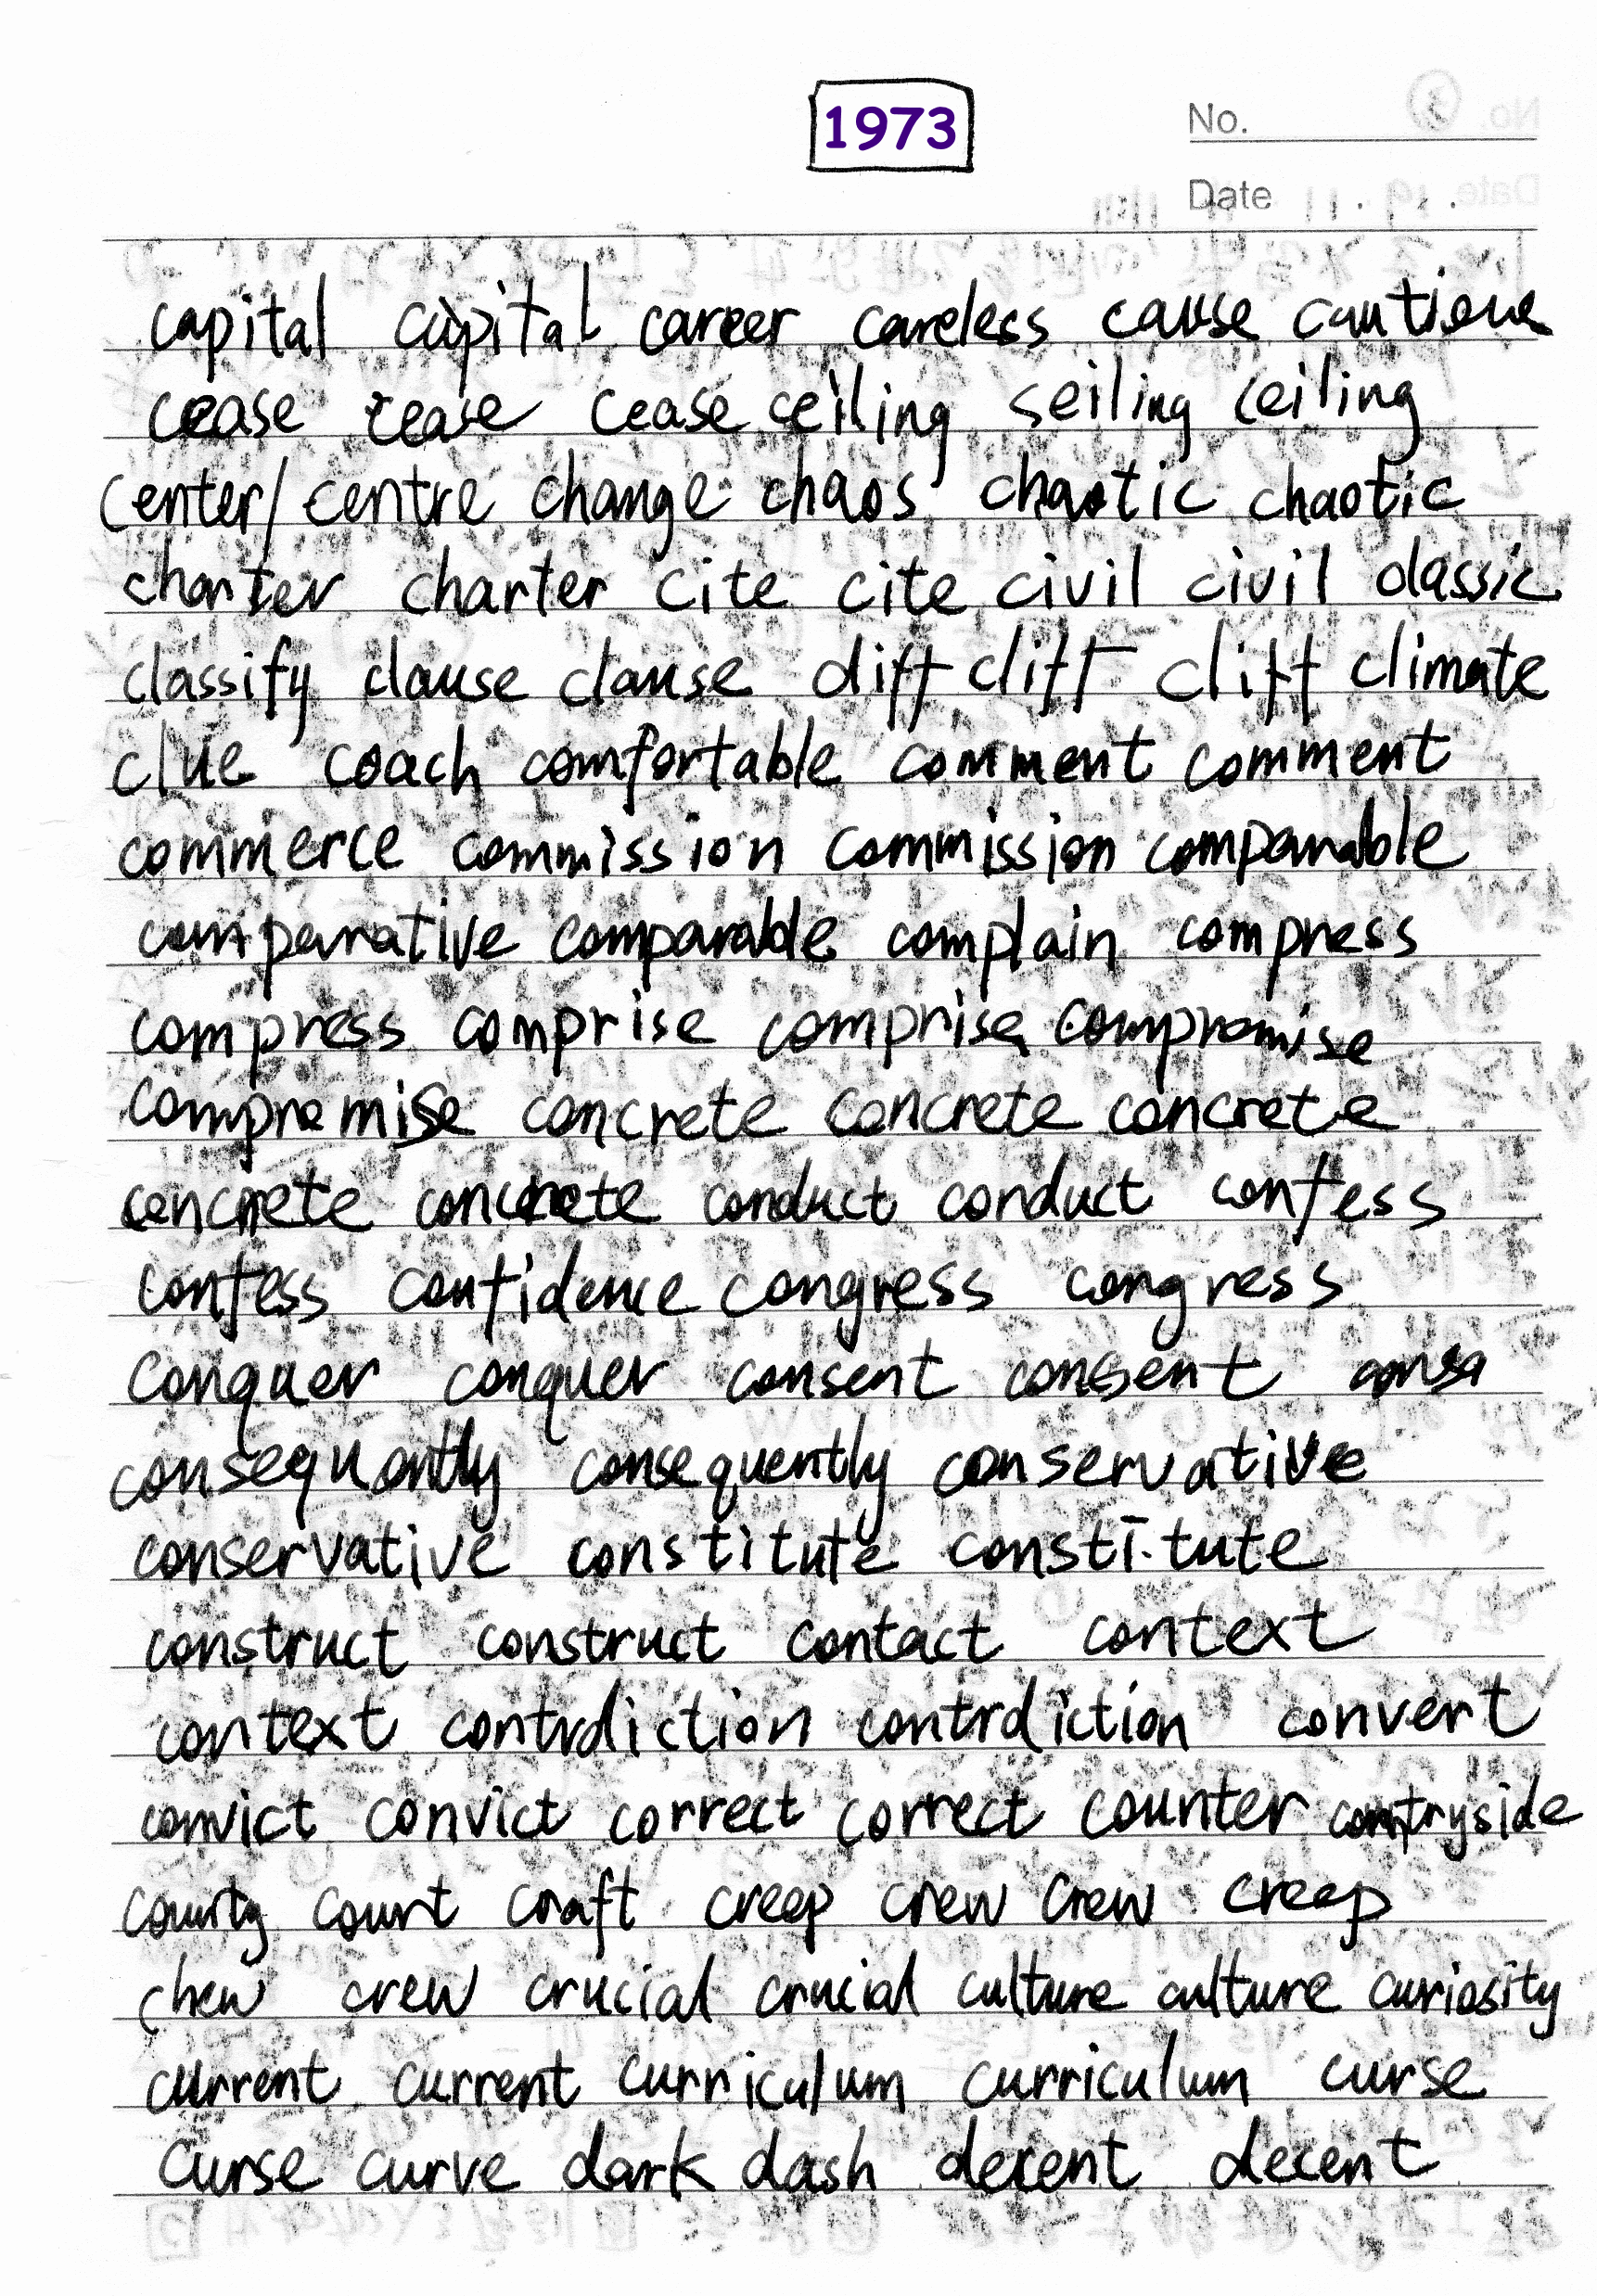 1973
No.
Date
capital capital career careless cause cautious
cease cease cease ceiling seiling ceiling
center/centre change chaos chaotic chaotic
charter charter cite cite civil civil classic
classify clause clause cliff cliff cliff climate
clue coach comfortable comment comment
commerce commission commission comparable
comparative comparable complain compress
compress comprise comprise compromise
compromise concrete concrete concrete
concrete concrete conduct conduct confess
confess confidence congress congress
conquer conquer consent consent
consequently consequently conservative
conservative constitute constitute
construct construct contact context
context contrdiction contrdiction convert
convict convict correct correct counter countryside
county court craft creep crew crew creep
chew crew crucial crucial culture culture curiosity
current current curriculum curriculum curse
curse curve dark dash decent decent